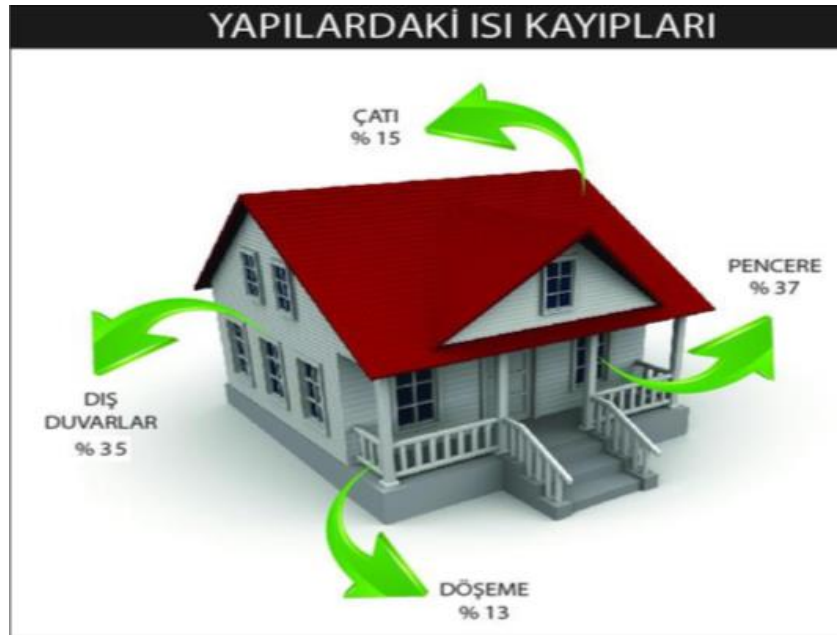 YAPILARDAKİ ISI KAYIPLARI
ÇATI
% 15
PENCERE
% 37
DIŞ
DUVARLAR
% 35
DÖŞEME
% 13